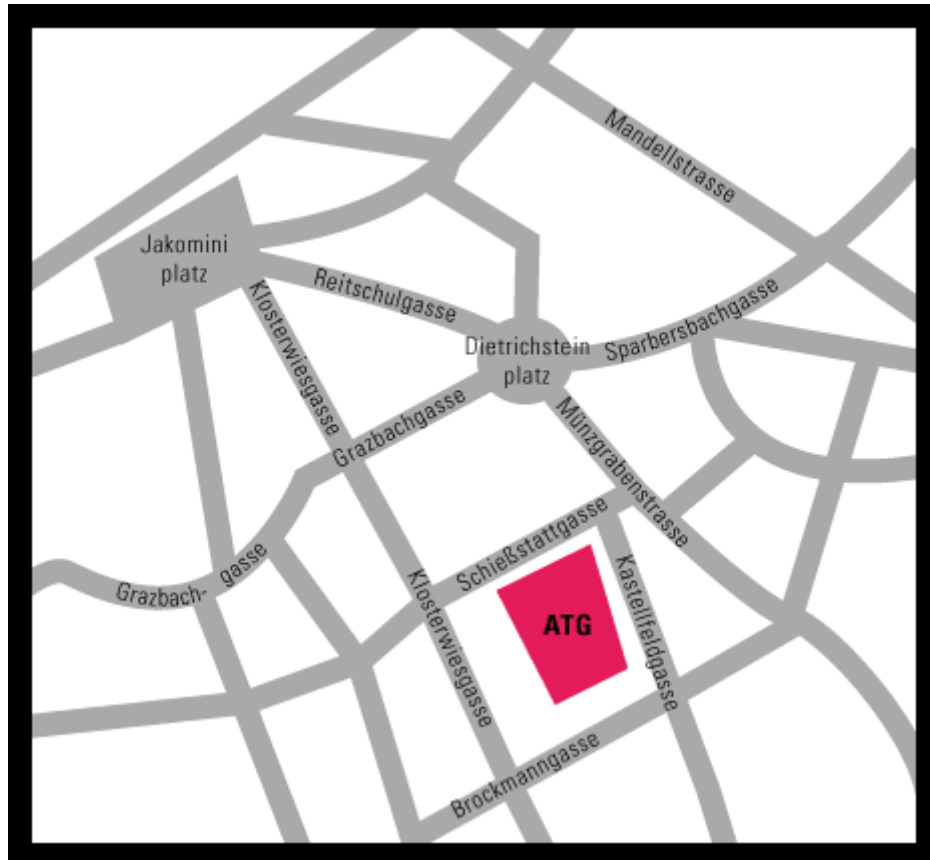 Mandellstrasse
Jakomini
platz
Reitschulgasse
Klosterwiesgasse
Sparbersbachgasse
Dietrichstein
platz
Grazbachgasse
Münzgrabenstrasse
Schießstattgasse
Grazbach-
gasse
Klosterwiesgasse
Kastellfeldgasse
ATG
Brockmanngasse